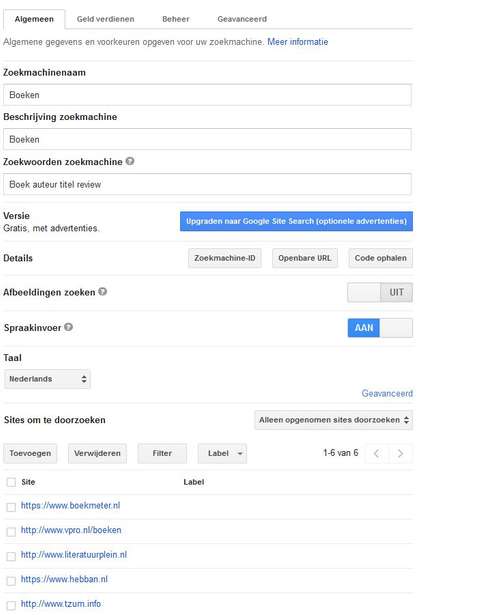 Algemeen Geld verdienen Beheer Geavanceerd
Algemene gegevens en voorkeuren opgeven voor uw zoekmachine. Meer informatie
Zoekmachinenaam
Boeken
Beschrijving zoekmachine
Boeken
Zoekwoorden zoekmachine ?
Boek auteur titel review
Versie
Gratis, met advertenties.
Upgraden naar Google Site Search (optionele advertenties)
Details Zoekmachine-ID Openbare URL Code ophalen
Afbeeldingen zoeken ? UIT
Spraakinvoer ? AAN
Taal
Nederlands
Geavanceerd
Sites om te doorzoeken Alleen opgenomen sites doorzoeken
Toevoegen Verwijderen Filter Label 1-6 van 6
Site Label
https://www.boekmeter.nl
http://www.vpro.nl/boeken
http://www.literatuurplein.nl
https://www.hebban.nl
http://www.tzum.info